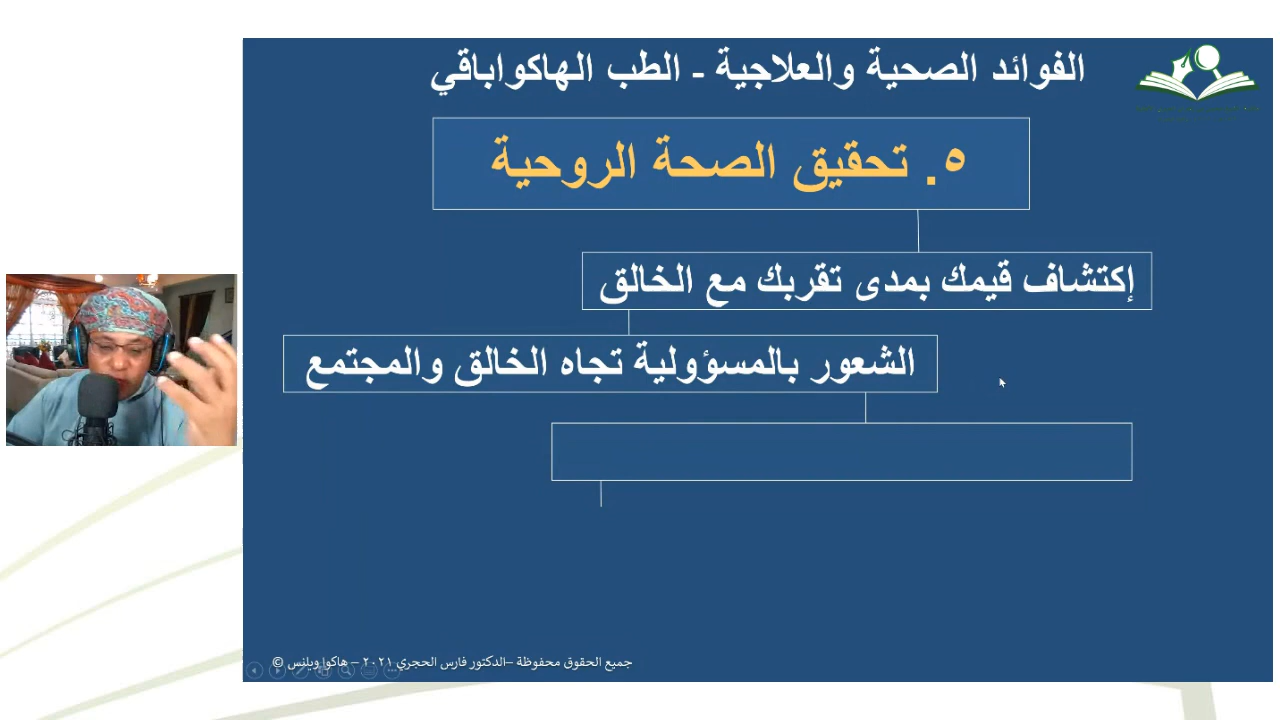 الفوائد الصحية والعلاجية - الطب الهاكواباقي
٥. تحقيق الصحة الروحية
إكتشاف قيمك بمدى تقربك مع الخالق
الشعور بالمسؤولية تجاه الخالق والمجتمع
جميع الحقوق محفوظة –الدكتور فارس الحجري ٢٠٢١ – هاكوا ويلنس ©